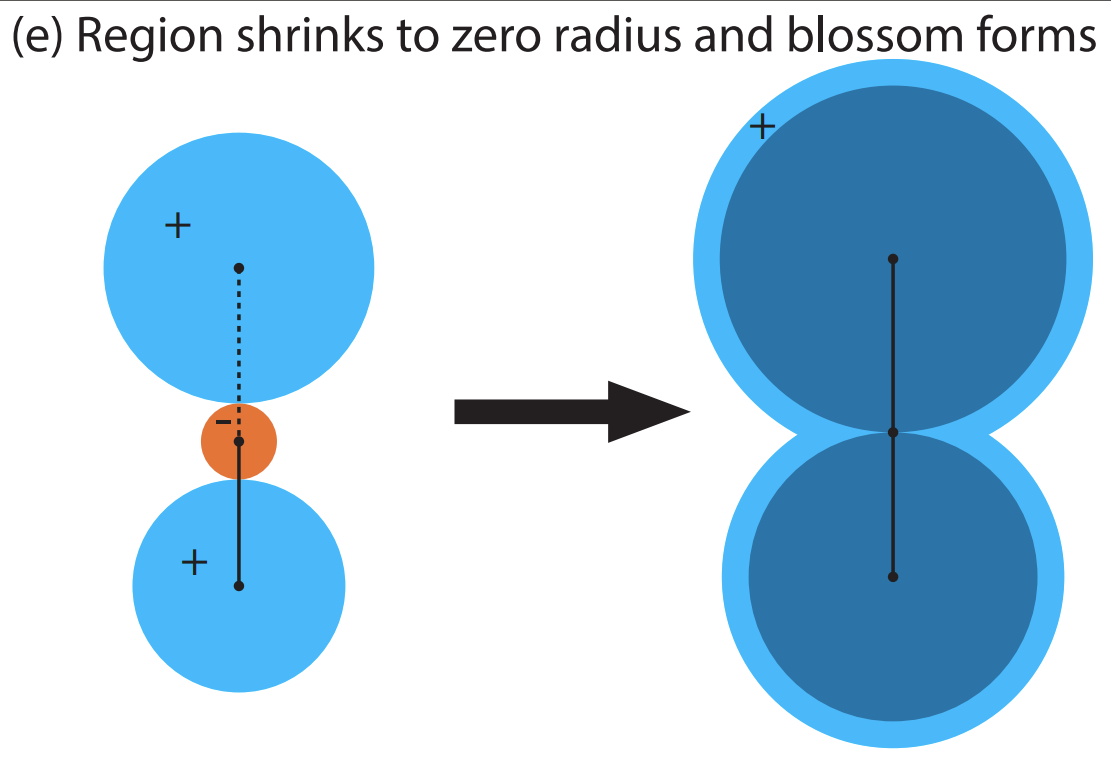 (e) Region shrinks to zero radius and blossom forms
+
+
-
+